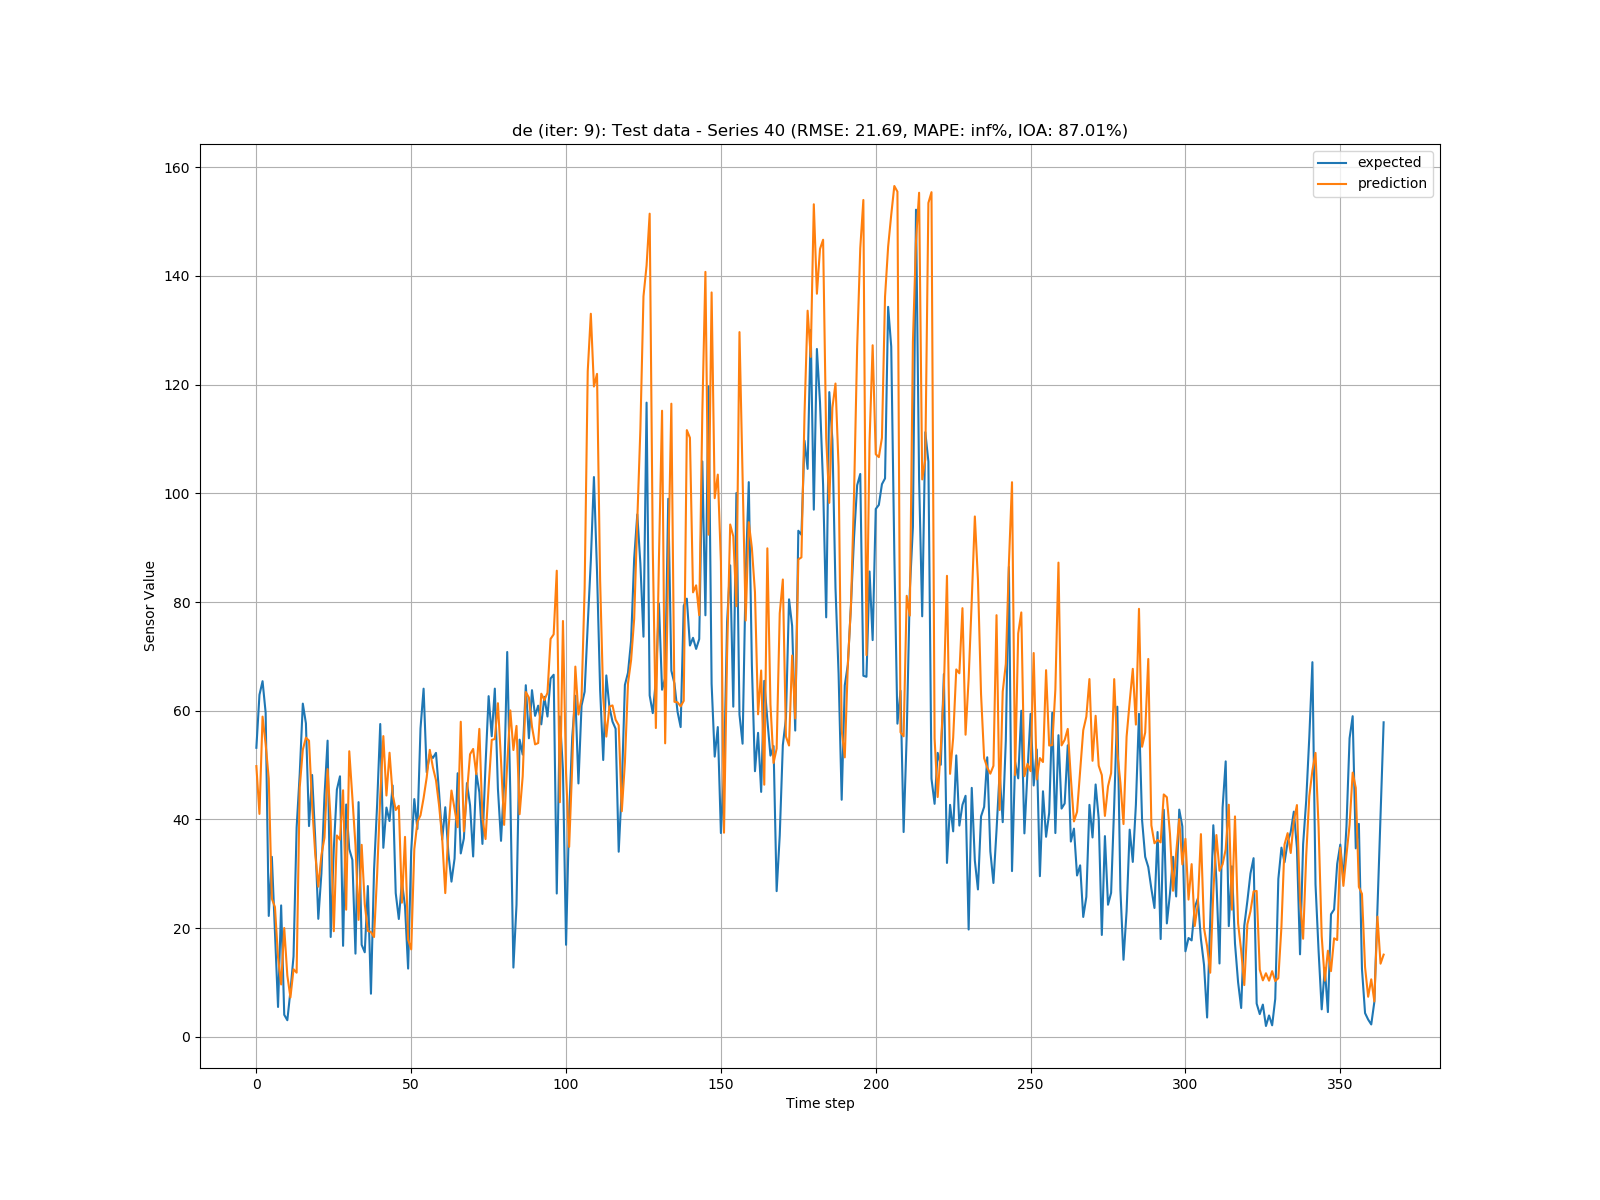 de (iter: 9): Test data - Series 40 (RMSE: 21.69, MAPE: inf%, IOA: 87.01%)
expected
prediction
Sensor Value
160
140
120
100
80
60
40
20
0
0 50 100 150 200 250 300 350
Time step